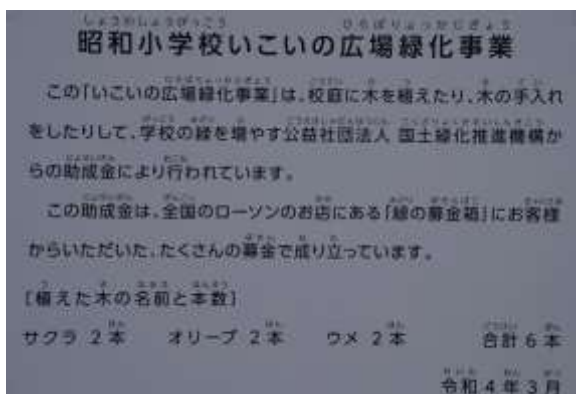 昭和小学校いこいの広場緑化事業
この「いこいの広場緑化事業」は、校庭に木を植えたり、木の手入れ
をしたりして、学校の緑を増やす公益社団法人 国土緑化推進機構か
らの助成金により行われています。
この助成金は、全国のローソンのお店にある「緑の募金箱」にお客様
からいただいた、たくさんの募金で成り立っています。
[植えた木の名前と本数]
サクラ 2本 オリーブ 2本 ウメ 2本 合計 6本
令和4年3月